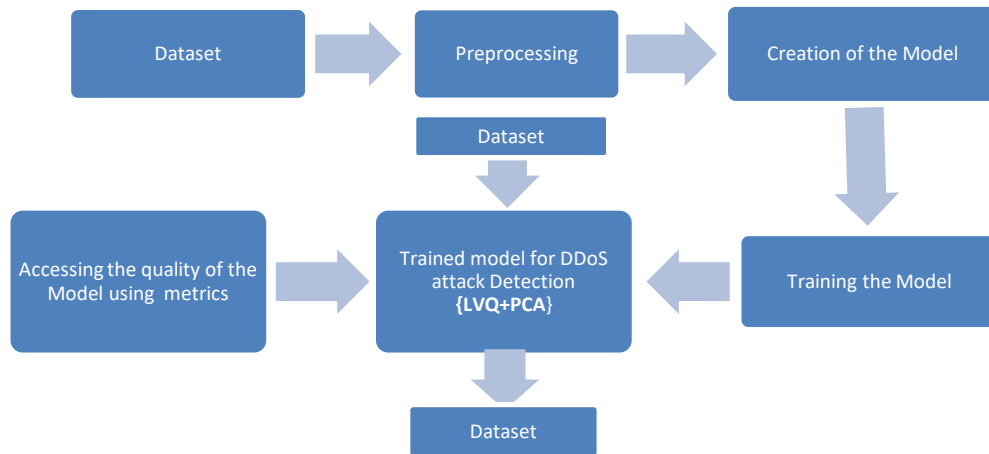 Dataset
Preprocessing
Creation of the Model
Dataset
Accessing the quality of the
Model using metrics
Trained model for DDoS
attack Detection
{LVQ+PCA}
Training the Model
Dataset